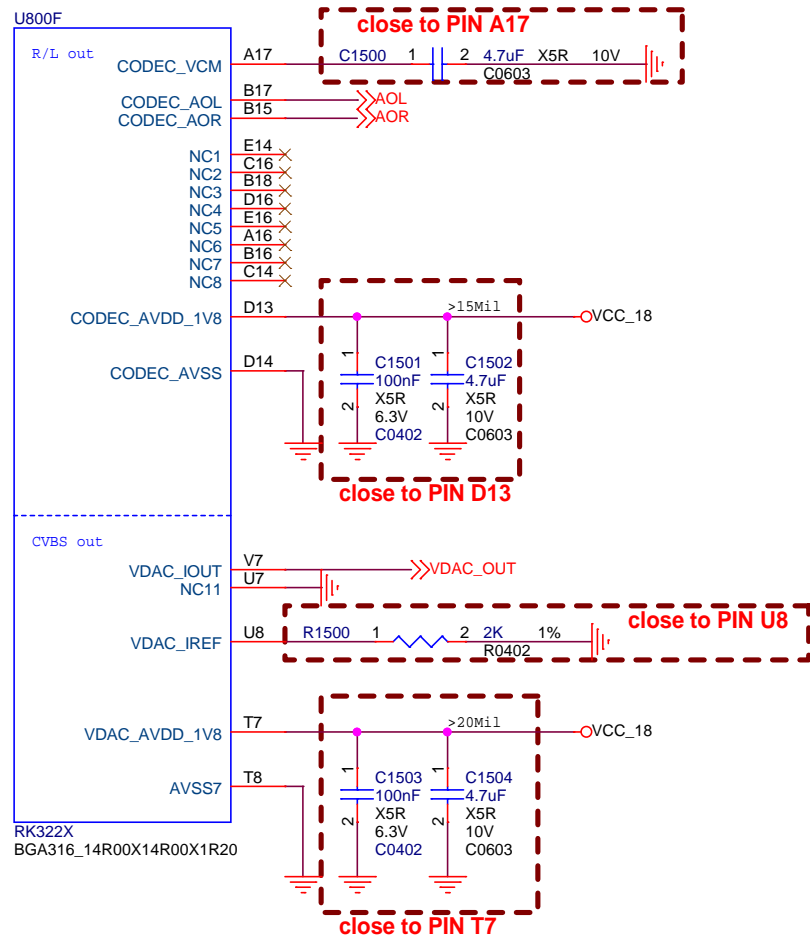 U800F
close to PIN A17
R/L out
CODEC_VCM A17 C1500 1 2 4.7uF X5R 10V
C0603
CODEC_AOL B17 AOL
CODEC_AOR B15 AOR
NC1 E14
NC2 C16
NC3 B18
NC4 D16
NC5 E16
NC6 A16
NC7 B16
NC8 C14
CODEC_AVDD_1V8 D13 >15Mil VCC_18
CODEC_AVSS D14
1 C1501 1 C1502
100nF 4.7uF
X5R X5R
2 6.3V 2 10V
C0402 C0603
close to PIN D13
CVBS out
VDAC_IOUT V7 VDAC_OUT
NC11 U7
close to PIN U8
VDAC_IREF U8 R1500 1 2 2K 1%
R0402
VDAC_AVDD_1V8 T7 >20Mil VCC_18
AVSS7 T8
1 C1503 1 C1504
100nF 4.7uF
X5R X5R
2 6.3V 2 10V
C0402 C0603
RK322X
BGA316_14R00X14R00X1R20
close to PIN T7